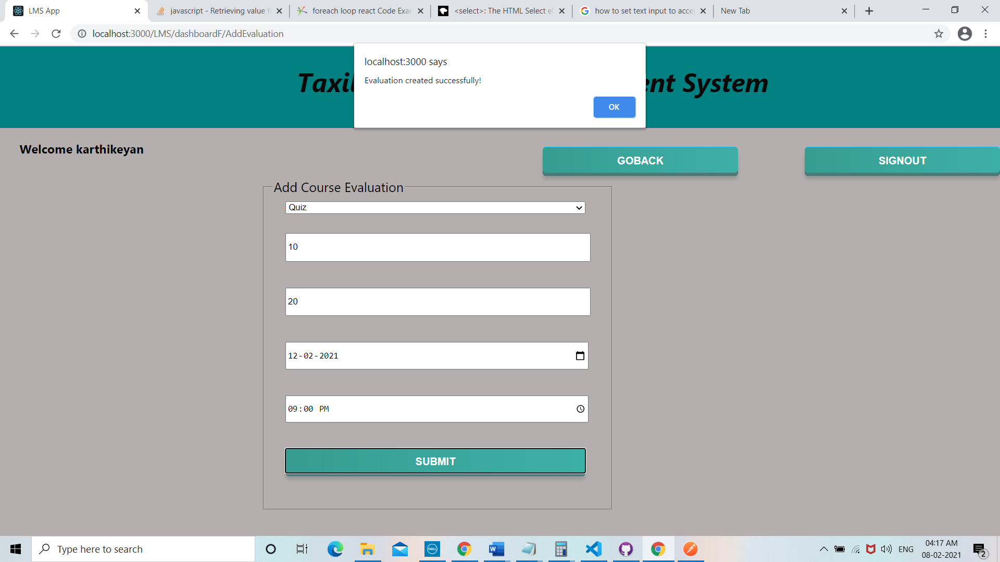 LMS App
javascript - Retrieving value f
foreach loop react Code Exa
<select>: The HTML Select e
how to set text input to acce
New Tab
localhost:3000/LMS/dashboardF/AddEvaluation
localhost:3000 says
Evaluation created successfully!
OK
System
Welcome karthikeyan
GOBACK
SIGNOUT
Add Course Evaluation
Quiz
10
20
12-02-2021
09:00 PM
SUBMIT
Type here to search
DELL
ENG
04:17 AM
08-02-2021
2